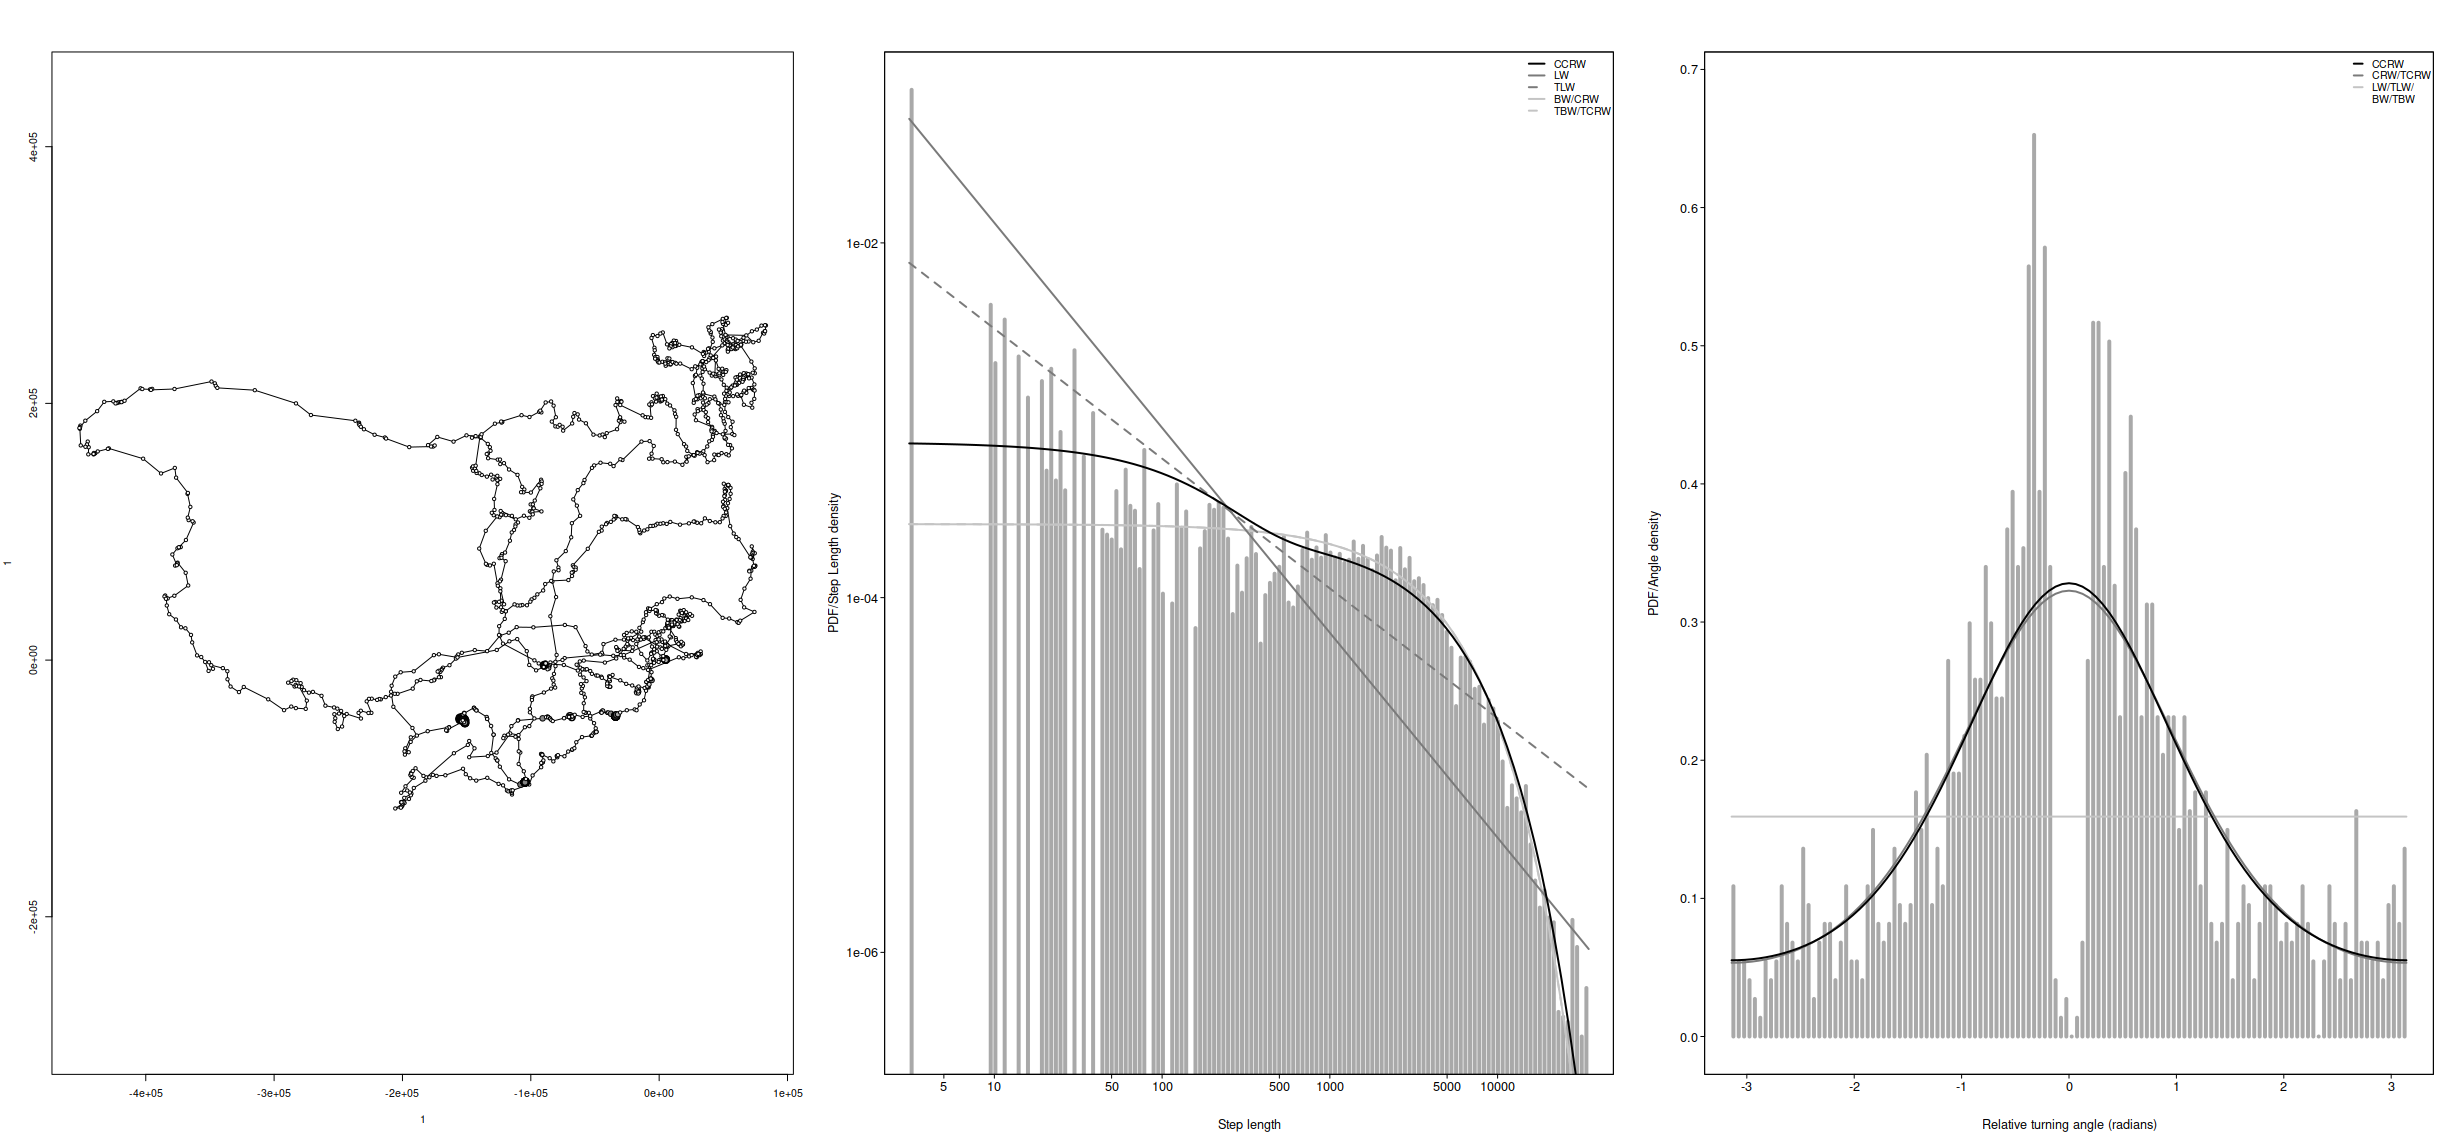 4e+05
2e+05
0e+00
-2e+05
1
-4e+05
-3e+05
-2e+05
-1e+05
0e+00
1e+05
1
CCRW
LW
TLW
BW/CRW
TBW/TCRW
1e-02
1e-04
1e-06
PDF/Step Length density
5
10
50
100
500
1000
5000
10000
Step length
CCRW
CRW/TCRW
LW/TLW/
BW/TBW
0.7
0.6
0.5
0.4
0.3
0.2
0.1
0.0
PDF/Angle density
-3
-2
-1
0
1
2
3
Relative turning angle (radians)